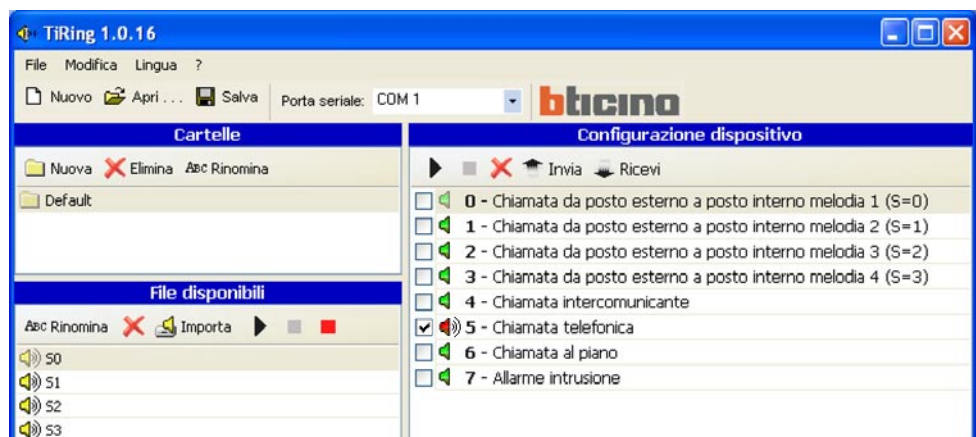 TiRing 1.0.16
File Modifica Lingua ?
Nuovo Apri . . . Salva Porta seriale: COM 1 bticino
Cartelle
Nuova Elimina ABC Rinomina
Default
File disponibili
ABC Rinomina Importa
S0
S1
S2
S3
Configurazione dispositivo
Invia Ricevi
0 - Chiamata da posto esterno a posto interno melodia 1 (S=0)
1 - Chiamata da posto esterno a posto interno melodia 2 (S=1)
2 - Chiamata da posto esterno a posto interno melodia 3 (S=2)
3 - Chiamata da posto esterno a posto interno melodia 4 (S=3)
4 - Chiamata intercomunicante
5 - Chiamata telefonica
6 - Chiamata al piano
7 - Allarme intrusione